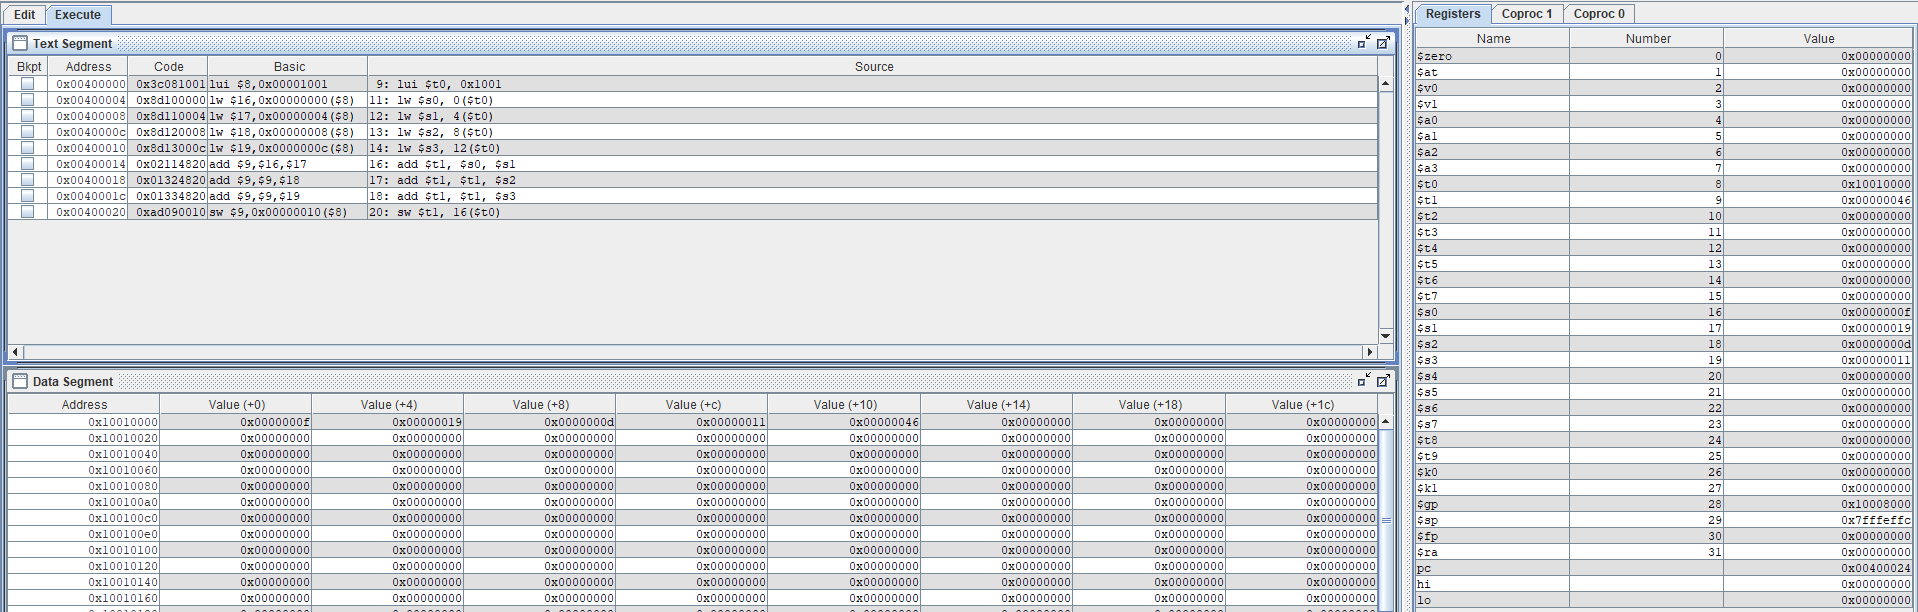 Edit Execute
Text Segment
Bkpt Address Code Basic Source
0x00400000 0x3c081001 lui $8,0x00001001 9: lui $t0, 0x1001
0x00400004 0x8d100000 lw $16,0x00000000($8) 11: lw $s0, 0($t0)
0x00400008 0x8d110004 lw $17,0x00000004($8) 12: lw $s1, 4($t0)
0x0040000c 0x8d120008 lw $18,0x00000008($8) 13: lw $s2, 8($t0)
0x00400010 0x8d13000c lw $19,0x0000000c($8) 14: lw $s3, 12($t0)
0x00400014 0x02114820 add $9,$16,$17 16: add $t1, $s0, $s1
0x00400018 0x01324820 add $9,$9,$18 17: add $t1, $t1, $s2
0x0040001c 0x01334820 add $9,$9,$19 18: add $t1, $t1, $s3
0x00400020 0xad090010 sw $9,0x00000010($8) 20: sw $t1, 16($t0)
Data Segment
Address Value (+0) Value (+4) Value (+8) Value (+c) Value (+10) Value (+14) Value (+18) Value (+1c)
0x10010000 0x0000000f 0x00000019 0x0000000d 0x00000011 0x00000046 0x00000000 0x00000000 0x00000000
0x10010020 0x00000000 0x00000000 0x00000000 0x00000000 0x00000000 0x00000000 0x00000000 0x00000000
0x10010040 0x00000000 0x00000000 0x00000000 0x00000000 0x00000000 0x00000000 0x00000000 0x00000000
0x10010060 0x00000000 0x00000000 0x00000000 0x00000000 0x00000000 0x00000000 0x00000000 0x00000000
0x10010080 0x00000000 0x00000000 0x00000000 0x00000000 0x00000000 0x00000000 0x00000000 0x00000000
0x100100a0 0x00000000 0x00000000 0x00000000 0x00000000 0x00000000 0x00000000 0x00000000 0x00000000
0x100100c0 0x00000000 0x00000000 0x00000000 0x00000000 0x00000000 0x00000000 0x00000000 0x00000000
0x100100e0 0x00000000 0x00000000 0x00000000 0x00000000 0x00000000 0x00000000 0x00000000 0x00000000
0x10010100 0x00000000 0x00000000 0x00000000 0x00000000 0x00000000 0x00000000 0x00000000 0x00000000
0x10010120 0x00000000 0x00000000 0x00000000 0x00000000 0x00000000 0x00000000 0x00000000 0x00000000
0x10010140 0x00000000 0x00000000 0x00000000 0x00000000 0x00000000 0x00000000 0x00000000 0x00000000
0x10010160 0x00000000 0x00000000 0x00000000 0x00000000 0x00000000 0x00000000 0x00000000 0x00000000
Registers Coproc 1 Coproc 0
Name Number Value
$zero 0 0x00000000
$at 1 0x00000000
$v0 2 0x00000000
$v1 3 0x00000000
$a0 4 0x00000000
$a1 5 0x00000000
$a2 6 0x00000000
$a3 7 0x00000000
$t0 8 0x10010000
$t1 9 0x00000046
$t2 10 0x00000000
$t3 11 0x00000000
$t4 12 0x00000000
$t5 13 0x00000000
$t6 14 0x00000000
$t7 15 0x00000000
$s0 16 0x0000000f
$s1 17 0x00000019
$s2 18 0x0000000d
$s3 19 0x00000011
$s4 20 0x00000000
$s5 21 0x00000000
$s6 22 0x00000000
$s7 23 0x00000000
$t8 24 0x00000000
$t9 25 0x00000000
$k0 26 0x00000000
$k1 27 0x00000000
$gp 28 0x10008000
$sp 29 0x7fffeffc
$fp 30 0x00000000
$ra 31 0x00000000
pc 0x00400024
hi 0x00000000
lo 0x00000000